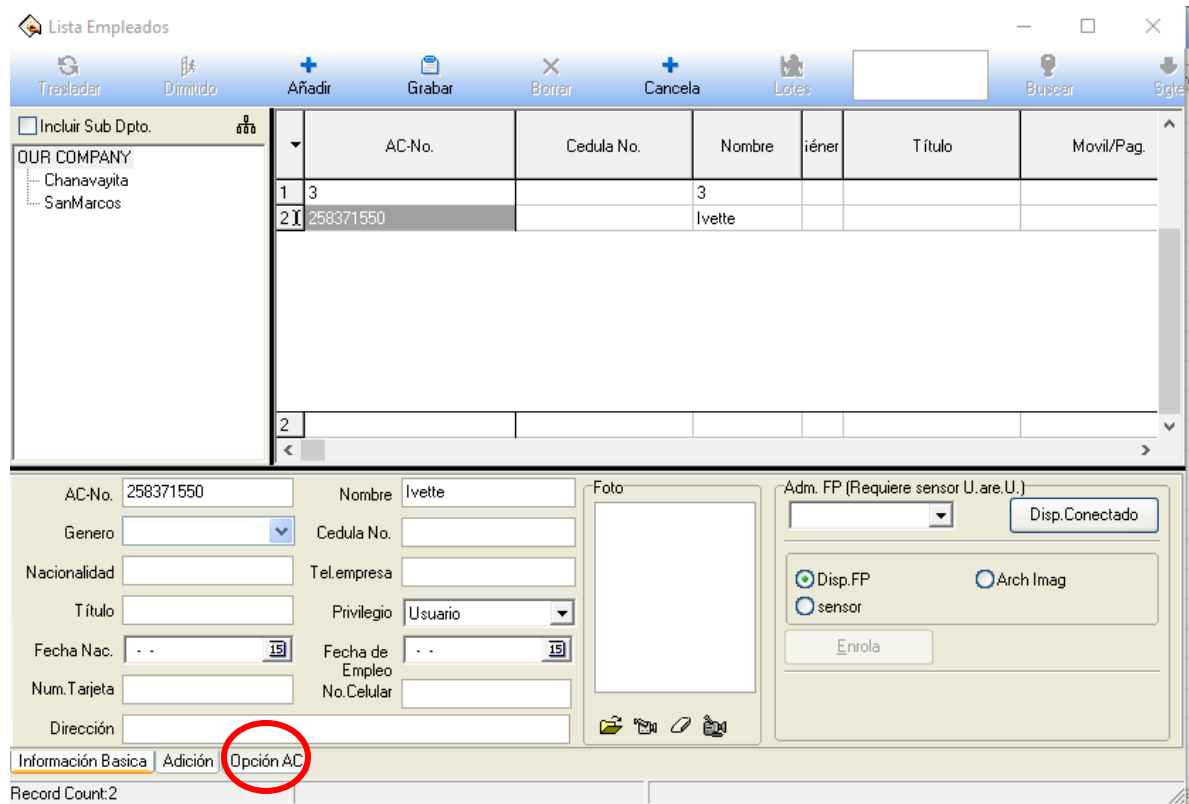 Lista Empleados
Trasladar Dimitido Añadir Grabar Borrar Cancela Lotes Buscar Sgte
Incluir Sub Dpto.
OUR COMPANY
Chanavayita
SanMarcos
AC-No. Cedula No. Nombre iéner Título Movil/Pag.
1 3 3
2 258371550 Ivette
2
AC-No. 258371550 Nombre Ivette Foto Adm. FP (Requiere sensor U.are.U.)
Disp.Conectado
Genero Cedula No.
Nacionalidad Tel.empresa
Disp.FP Arch Imag
Título Privilegio Usuario sensor
Fecha Nac. - - 15 Fecha de Empleo - - 15
Enrola
Num.Tarjeta No.Celular
Dirección
Información Basica Adición Opción AC
Record Count:2